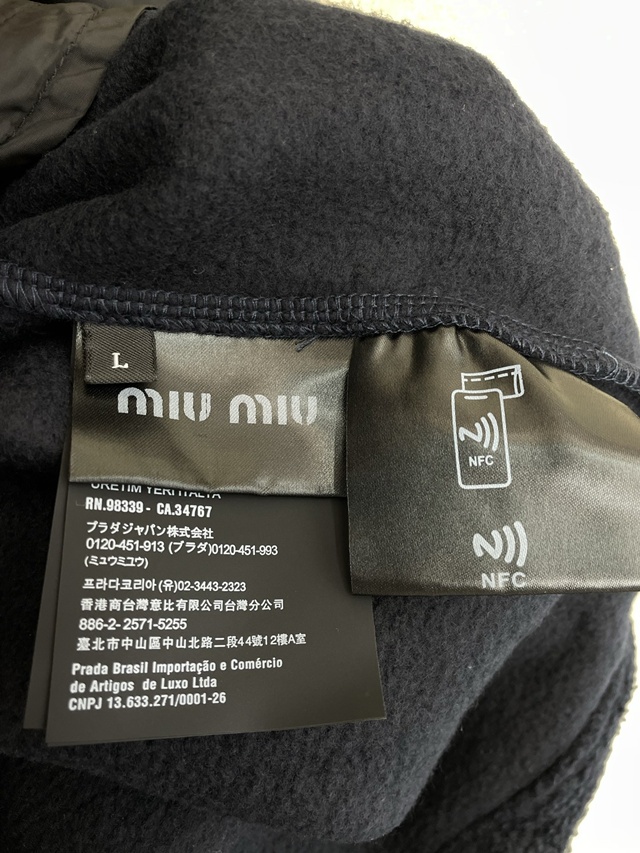 L
miu miu
ÜRETİM YERİ İTALYA
RN.98339 - CA.34767
プラダジャパン株式会社
0120-451-913 (プラダ)0120-451-993
(ミュウミュウ)
프라다코리아(유)02-3443-2323
香港商台灣意比有限公司台灣分公司
886-2-2571-5255
臺北市中山區中山北路二段44號12樓A室
Prada Brasil Importação e Comércio
de Artigos de Luxo Ltda
CNPJ 13.633.271/0001-26
NFC
NFC